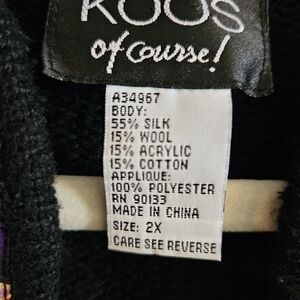 KOOS
of course!
A34967
BODY:
55% SILK
15% WOOL
15% ACRYLIC
15% COTTON
APPLIQUE:
100% POLYESTER
RN 90133
MADE IN CHINA
SIZE: 2X
CARE SEE REVERSE